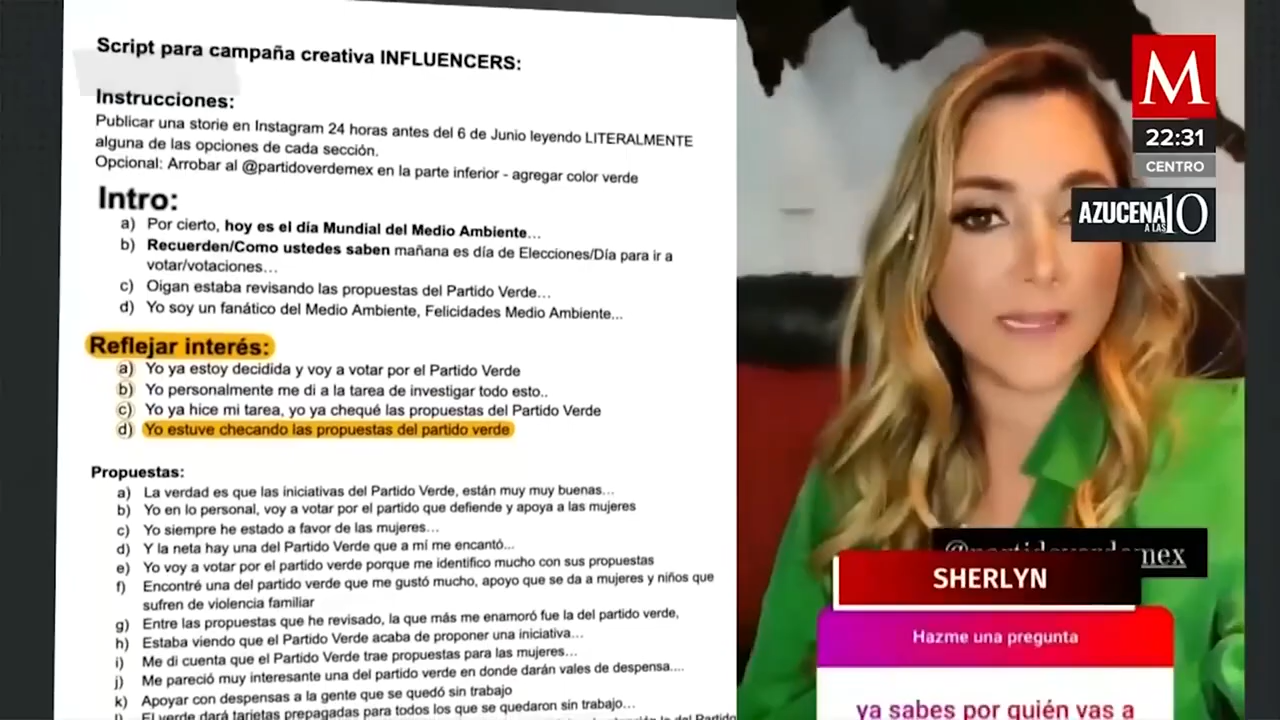 Script para campaña creativa INFLUENCERS:
Instrucciones:
Publicar una storie en Instagram 24 horas antes del 6 de Junio leyendo LITERALMENTE
alguna de las opciones de cada sección.
Opcional: Arrobar al @partidoverdemex en la parte inferior - agregar color verde
Intro:
a) Por cierto, hoy es el día Mundial del Medio Ambiente...
b) Recuerden/Como ustedes saben mañana es día de Elecciones/Día para ir a
votar/votaciones...
c) Oigan estaba revisando las propuestas del Partido Verde...
d) Yo soy un fanático del Medio Ambiente, Felicidades Medio Ambiente...
Reflejar interés:
a) Yo ya estoy decidida y voy a votar por el Partido Verde
b) Yo personalmente me di a la tarea de investigar todo esto..
c) Yo ya hice mi tarea, yo ya chequé las propuestas del Partido Verde
d) Yo estuve checando las propuestas del partido verde
Propuestas:
a) La verdad es que las iniciativas del Partido Verde, están muy muy buenas...
b) Yo en lo personal, voy a votar por el partido que defiende y apoya a las mujeres
c) Yo siempre he estado a favor de las mujeres...
d) Y la neta hay una del Partido Verde que a mí me encantó...
e) Yo voy a votar por el partido verde porque me identifico mucho con sus propuestas
f) Encontré una del partido verde que me gustó mucho, apoyo que se da a mujeres y niños que
sufren de violencia familiar
g) Entre las propuestas que he revisado, la que más me enamoró fue la del partido verde,
h) Estaba viendo que el Partido Verde acaba de proponer una iniciativa...
i) Me di cuenta que el Partido Verde trae propuestas para las mujeres...
j) Me pareció muy interesante una del partido verde en donde darán vales de despensa....
k) Apoyar con despensas a la gente que se quedó sin trabajo
l) El verde dará tarjetas prepagadas para todos los que se quedaron sin trabajo...
M
22:31
CENTRO
AZUCENA
A LAS 10
@partidoverdemex
SHERLYN
Hazme una pregunta
ya sabes por quién vas a